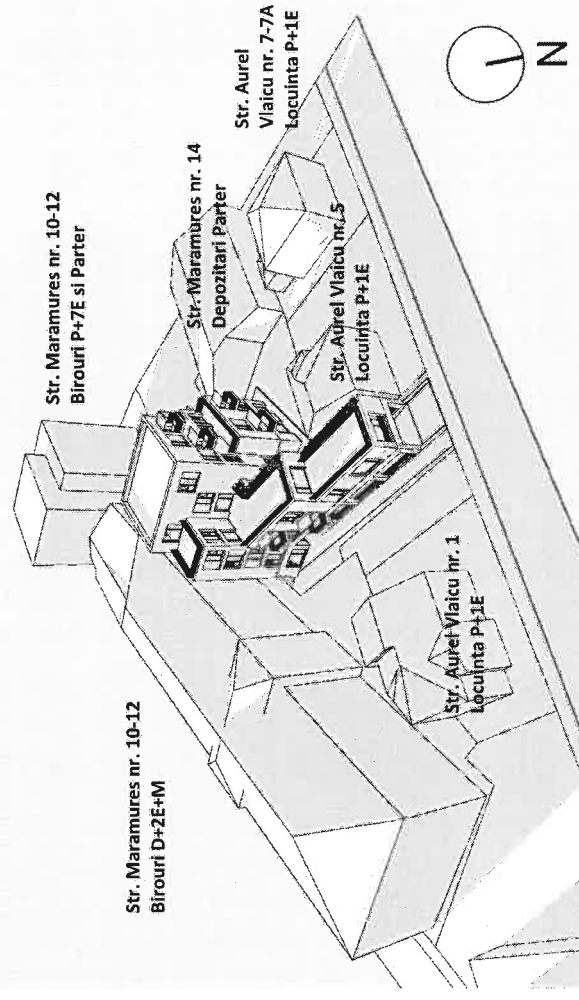 Str. Maramures nr. 10-12
Birouri P+7E si Parter
Str. Aurel
Vlaicu nr. 7-7A
Locuinta P+1E
Str. Maramures nr. 14
Depozitari Parter
Str. Aurel Vlaicu nr. 5
Locuinta P+1E
Str. Maramures nr. 10-12
Birouri D+2E+M
Str. Aurel Vlaicu nr. 1
Locuinta P+1E
N